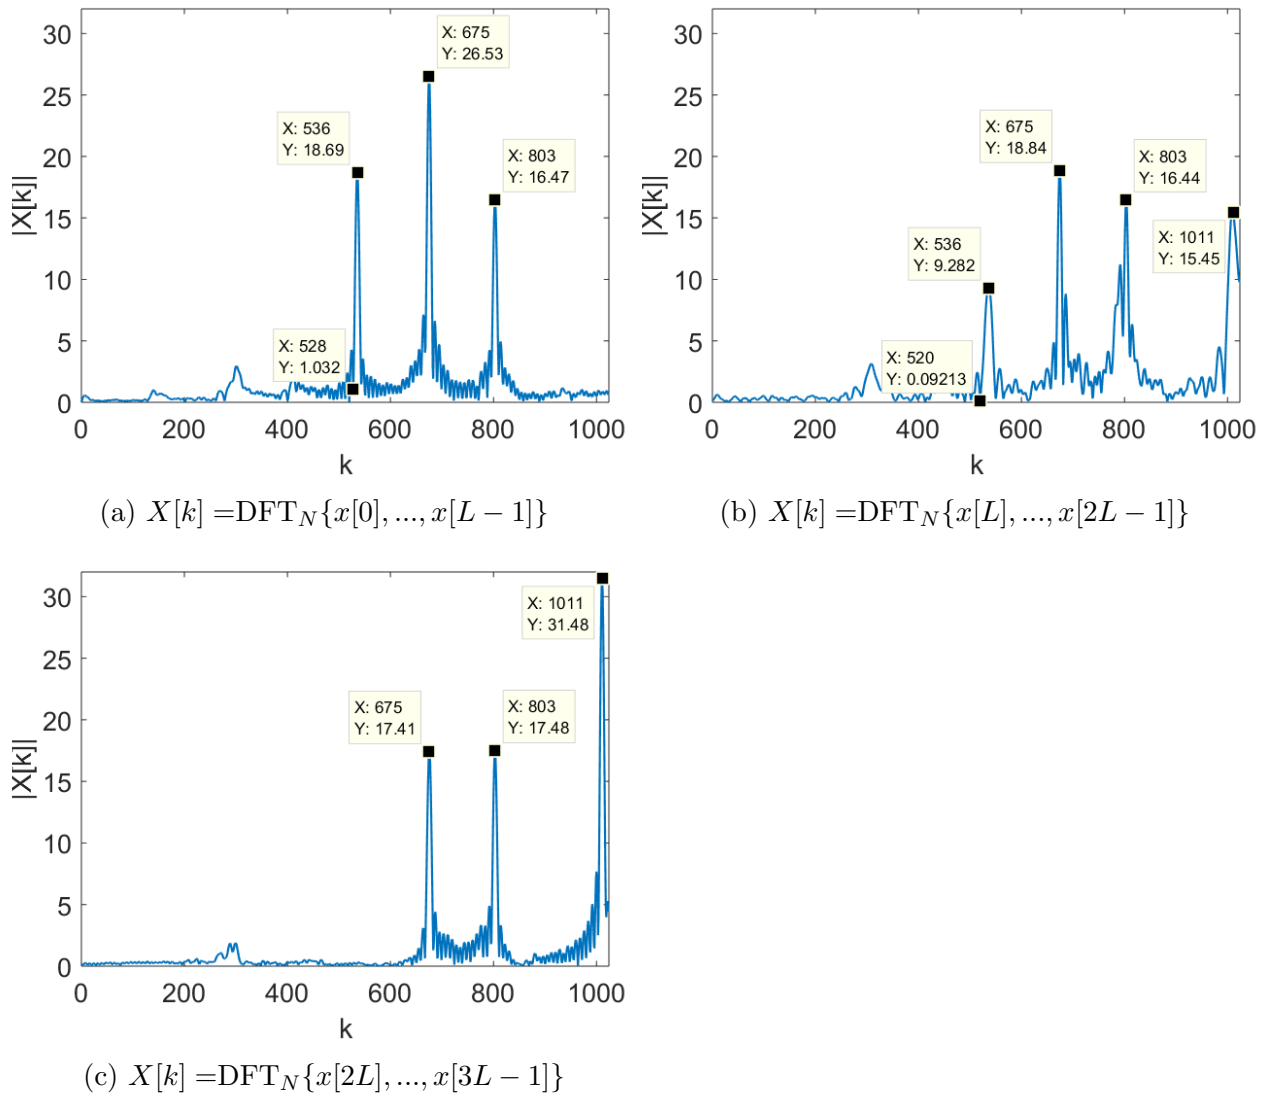 X: 675
Y: 26.53
X: 536
Y: 18.69
X: 803
Y: 16.47
X: 528
Y: 1.032
30
25
20
15
10
5
0
|X[k]|
0 200 400 600 800 1000
k
(a) X[k] =DFT_N{x[0], ..., x[L − 1]}
X: 675
Y: 18.84
X: 803
Y: 16.44
X: 1011
Y: 15.45
X: 536
Y: 9.282
X: 520
Y: 0.09213
30
25
20
15
10
5
0
|X[k]|
0 200 400 600 800 1000
k
(b) X[k] =DFT_N{x[L], ..., x[2L − 1]}
X: 1011
Y: 31.48
X: 675
Y: 17.41
X: 803
Y: 17.48
30
25
20
15
10
5
0
|X[k]|
0 200 400 600 800 1000
k
(c) X[k] =DFT_N{x[2L], ..., x[3L − 1]}